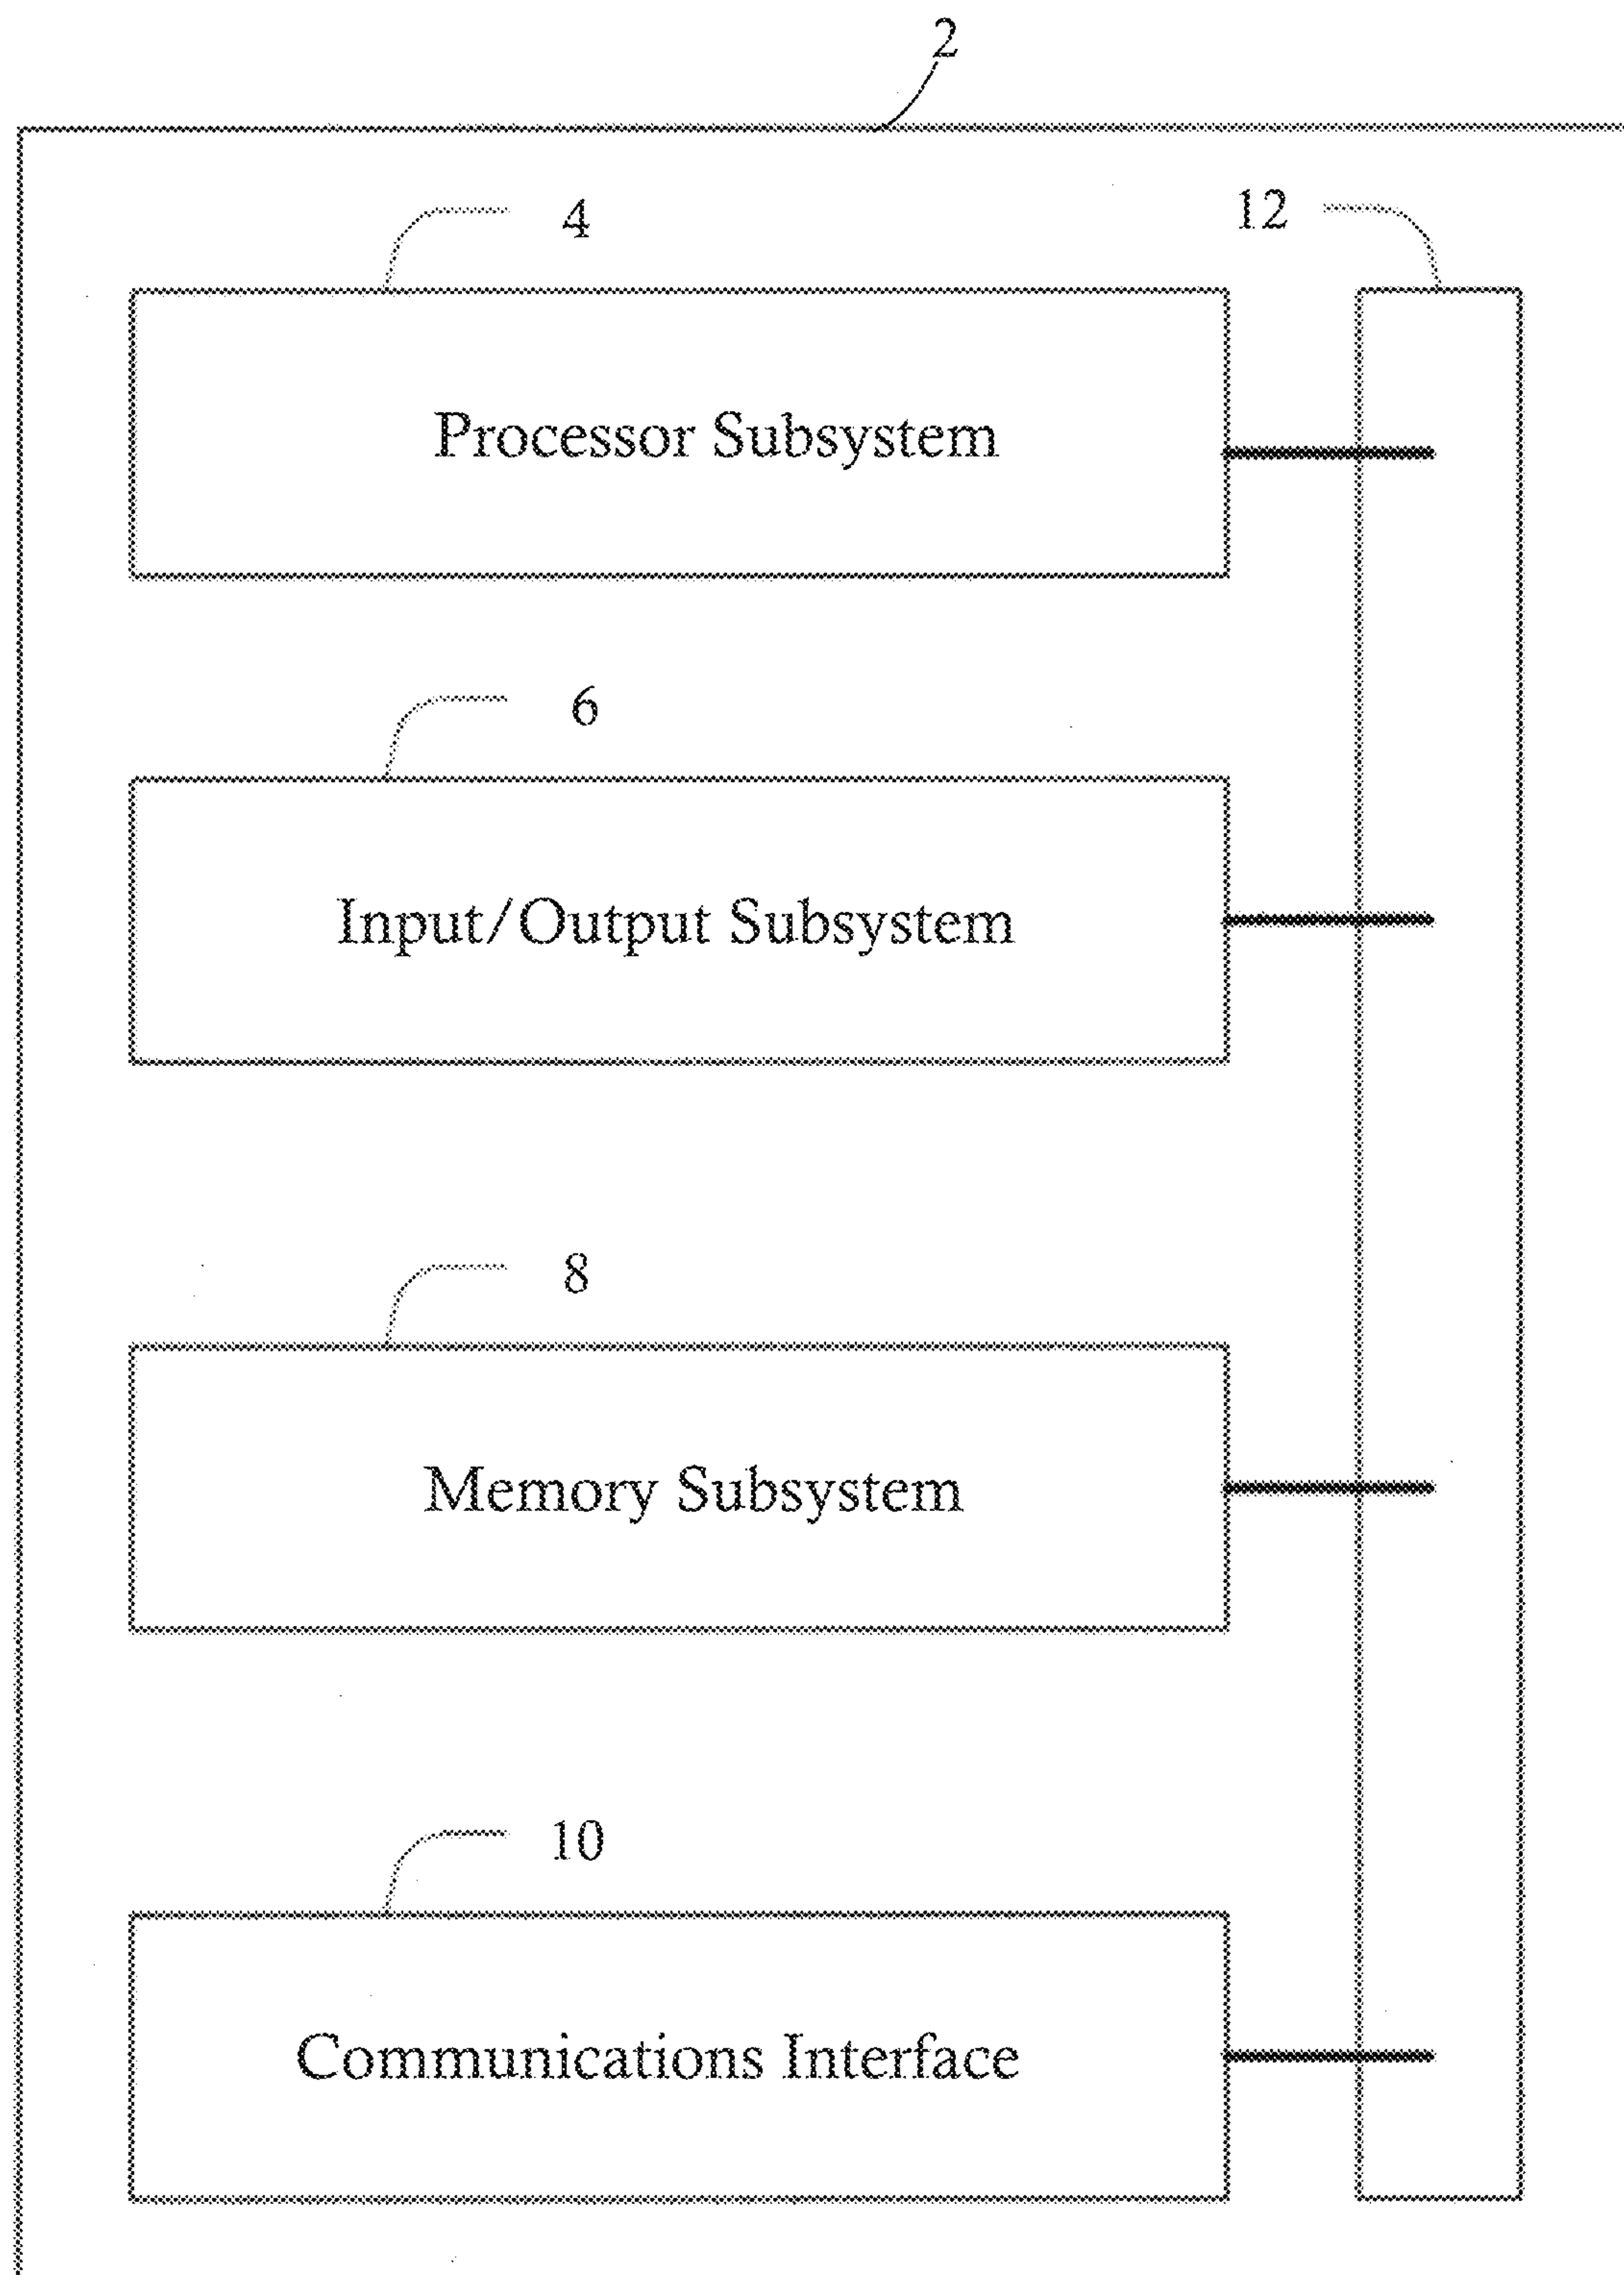 2
4
12
Processor Subsystem
6
Input/Output Subsystem
8
Memory Subsystem
10
Communications Interface